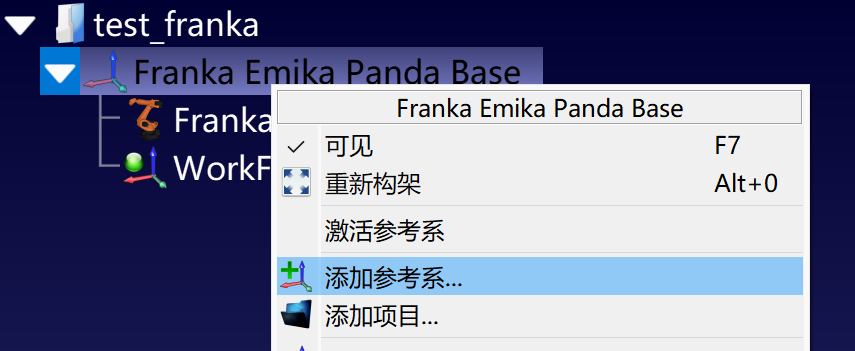 test_franka
Franka Emika Panda Base
Franka
WorkF
Franka Emika Panda Base
可见 F7
重新构架 Alt+0
激活参考系
添加参考系...
添加项目...